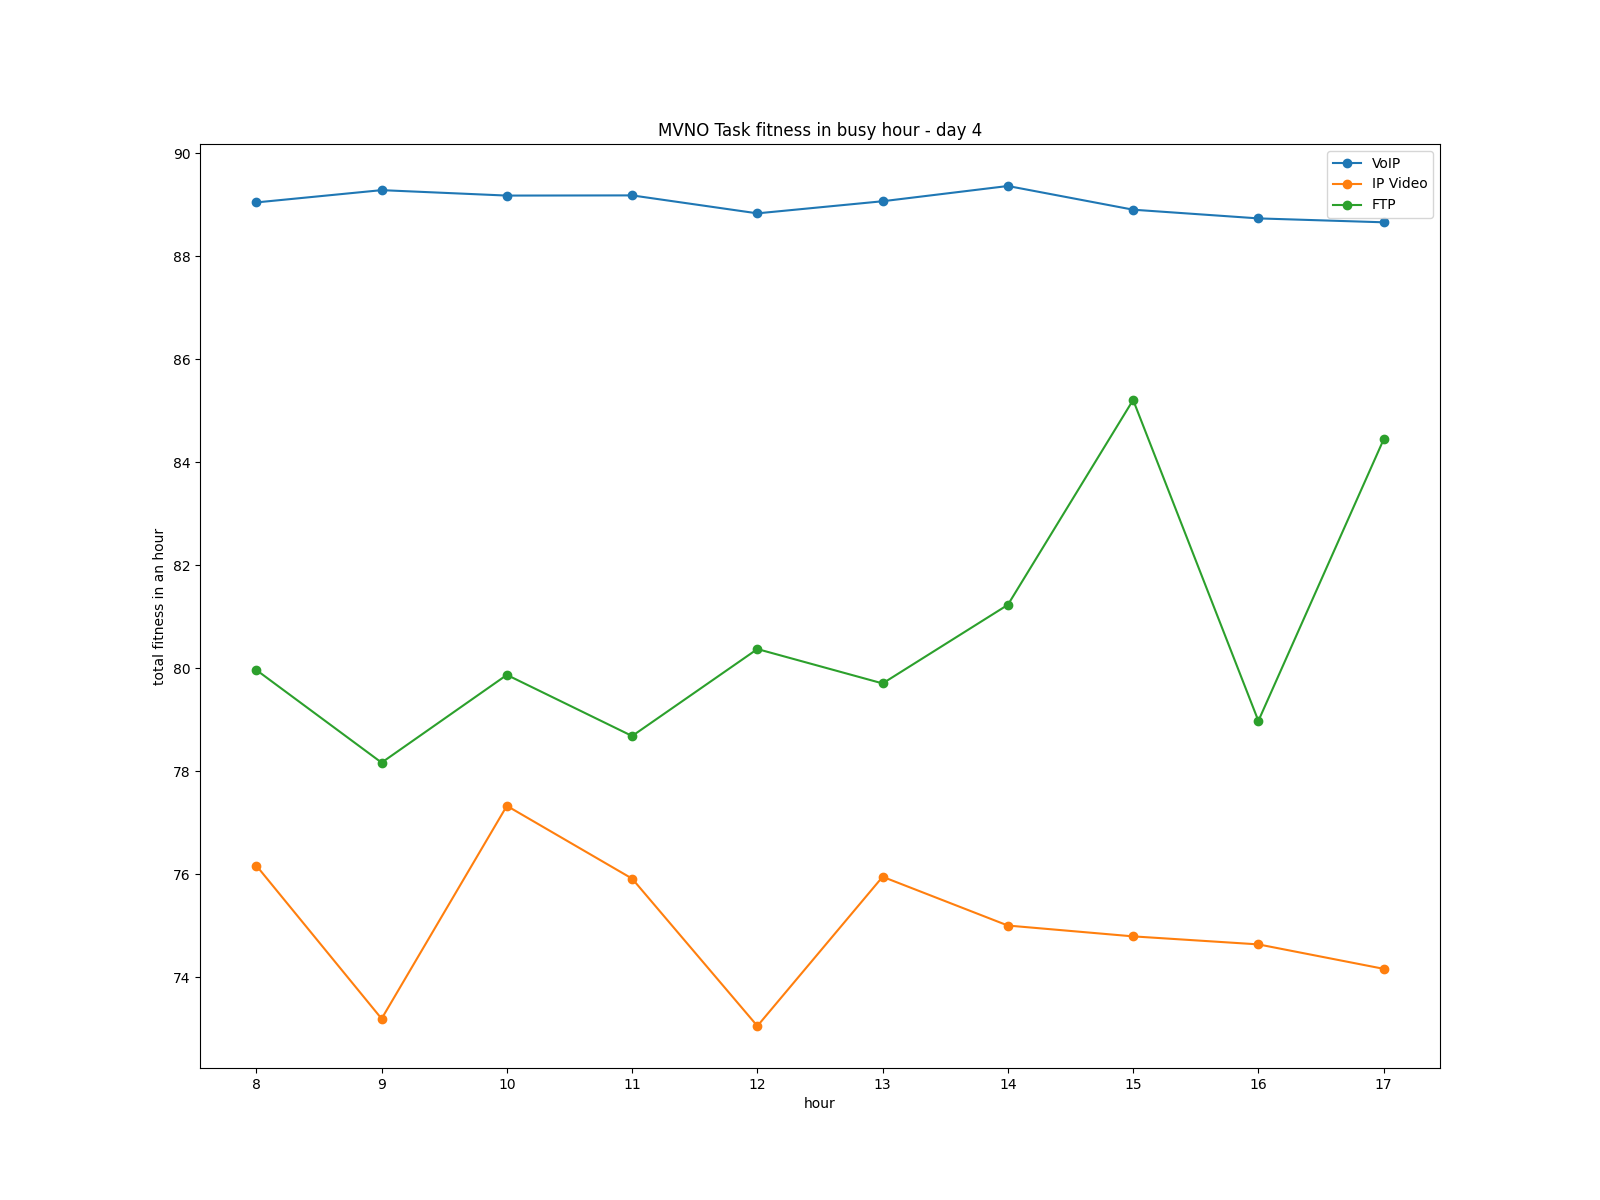 MVNO Task fitness in busy hour - day 4
VoIP
IP Video
FTP
total fitness in an hour
90
88
86
84
82
80
78
76
74
8 9 10 11 12 13 14 15 16 17
hour